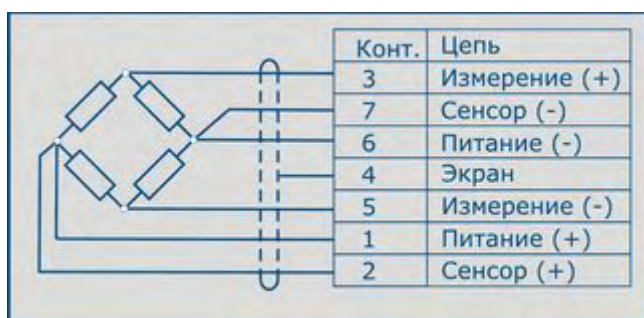 Конт. Цепь
3 Измерение (+)
7 Сенсор (-)
6 Питание (-)
4 Экран
5 Измерение (-)
1 Питание (+)
2 Сенсор (+)